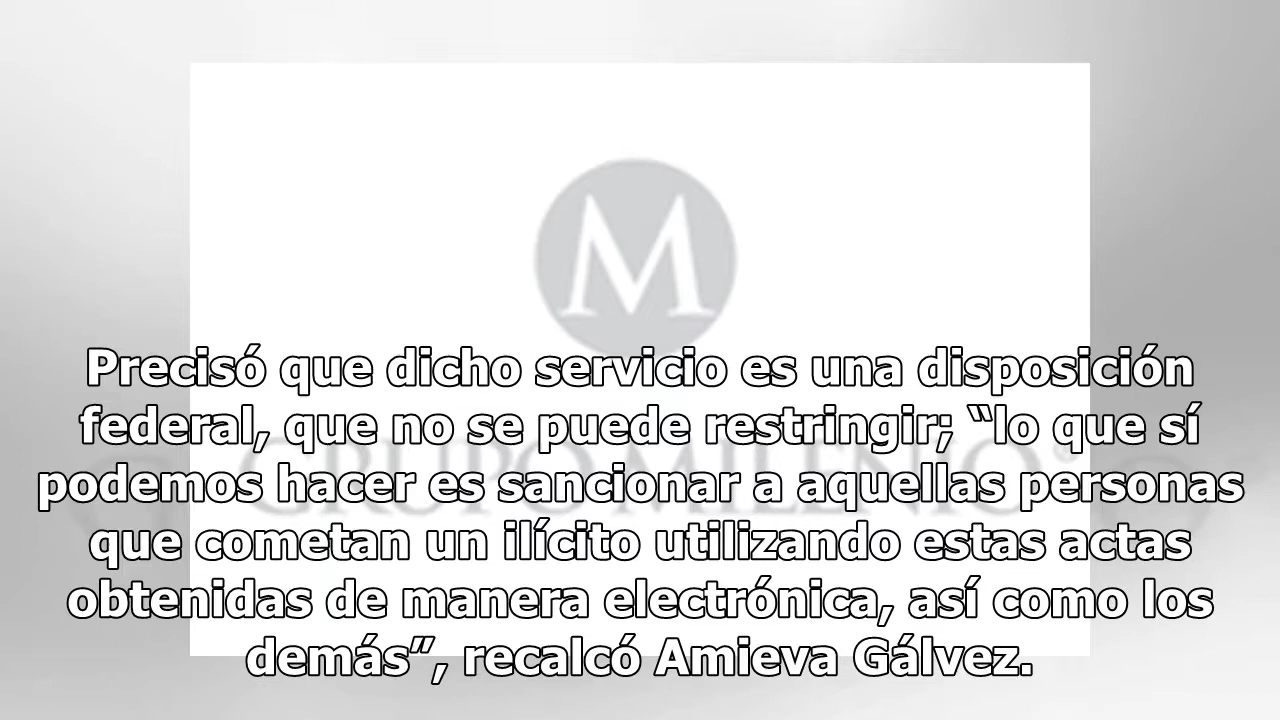 M
Precisó que dicho servicio es una disposición
federal, que no se puede restringir; “lo que sí
GRUPO MILENIO
podemos hacer es sancionar a aquellas personas
que cometan un ilícito utilizando estas actas
obtenidas de manera electrónica, así como los
demás”, recalcó Amieva Gálvez.